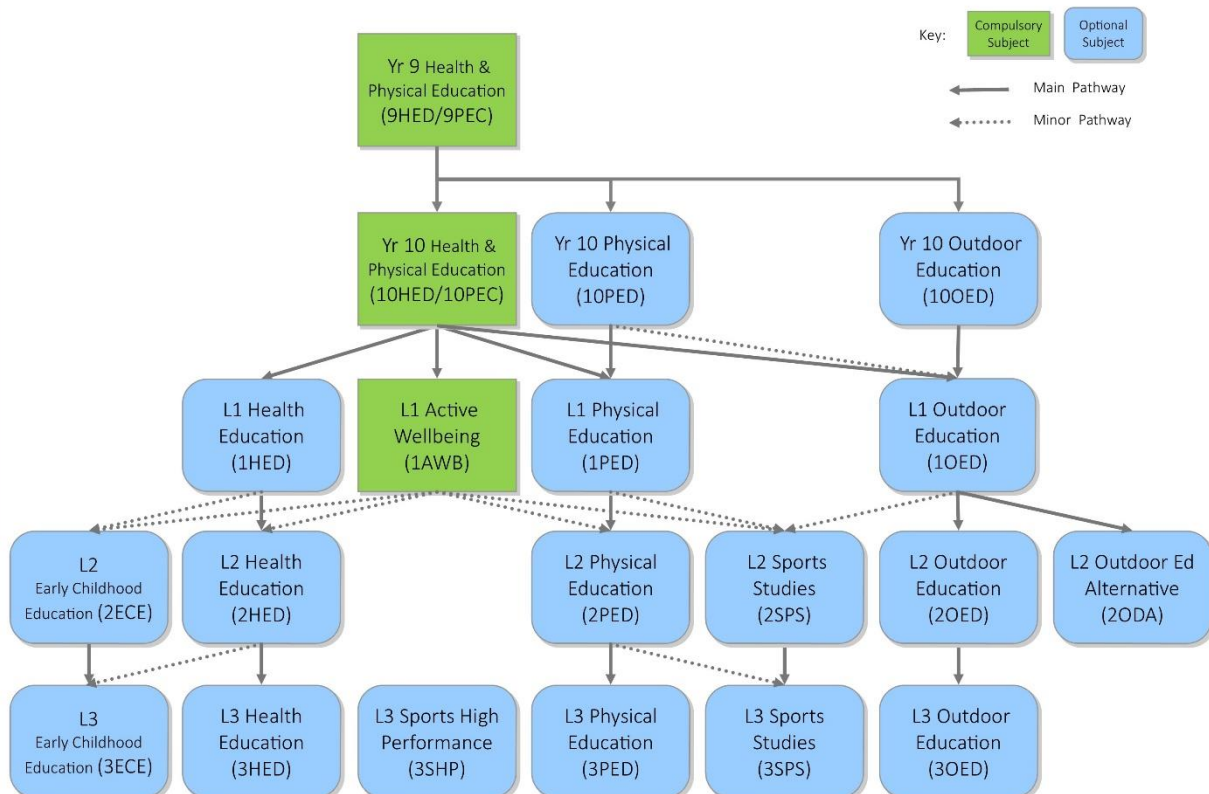 Key:
Compulsory
Subject
Optional
Subject
Main Pathway
Minor Pathway
Yr 9 Health &
Physical Education
(9HED/9PEC)
Yr 10 Health &
Physical Education
(10HED/10PEC)
Yr 10 Physical
Education
(10PED)
Yr 10 Outdoor
Education
(10OED)
L1 Health
Education
(1HED)
L1 Active
Wellbeing
(1AWB)
L1 Physical
Education
(1PED)
L1 Outdoor
Education
(1OED)
L2
Early Childhood
Education (2ECE)
L2 Health
Education
(2HED)
L2 Physical
Education
(2PED)
L2 Sports
Studies
(2SPS)
L2 Outdoor
Education
(2OED)
L2 Outdoor Ed
Alternative
(2ODA)
L3
Early Childhood
Education (3ECE)
L3 Health
Education
(3HED)
L3 Sports High
Performance
(3SHP)
L3 Physical
Education
(3PED)
L3 Sports
Studies
(3SPS)
L3 Outdoor
Education
(3OED)